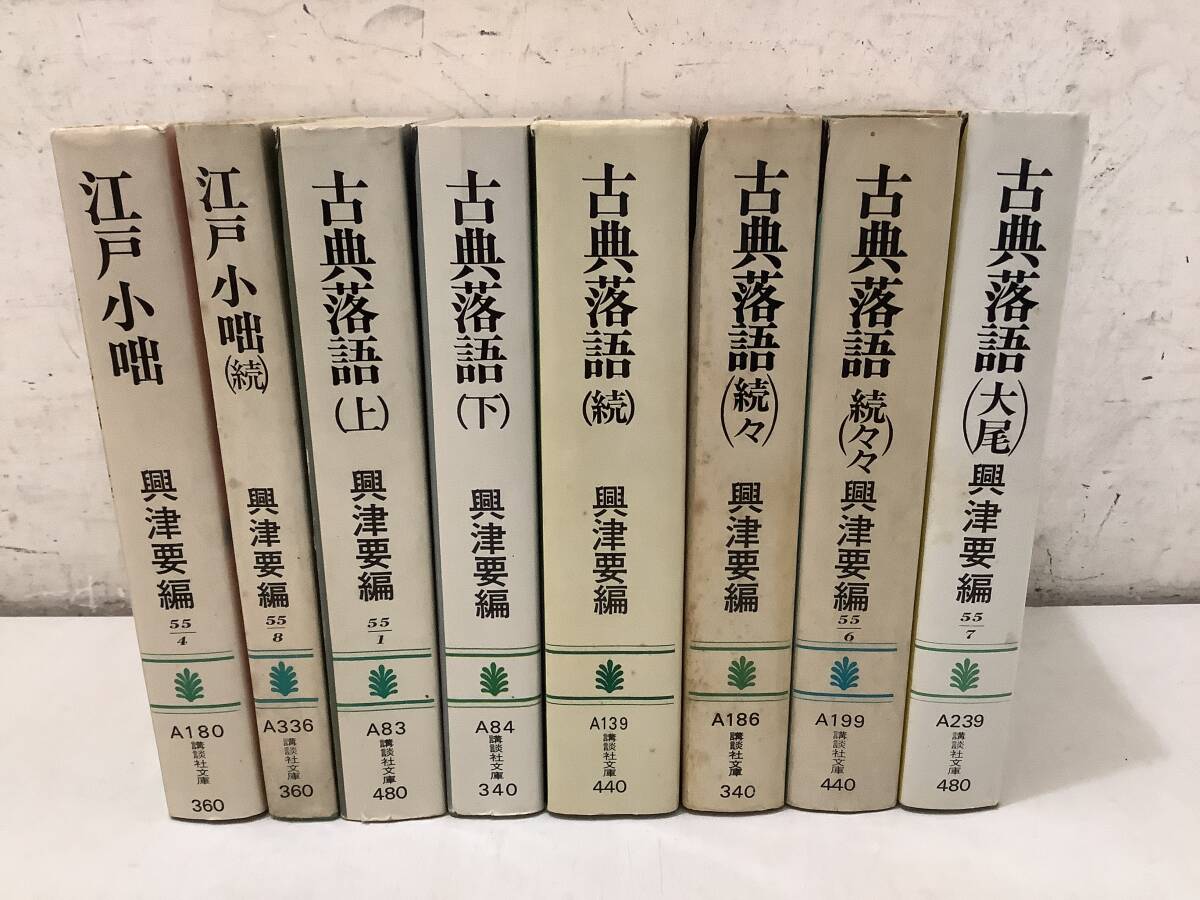 江戸小咄
興津要編
55/4
A180
講談社文庫
360
江戸小咄(続)
興津要編
55/8
A336
講談社文庫
360
古典落語(上)
興津要編
55/1
A83
講談社文庫
480
古典落語(下)
興津要編
A84
講談社文庫
340
古典落語(続)
興津要編
A139
講談社文庫
440
古典落語(続々)
興津要編
A186
講談社文庫
340
古典落語(続々々)
興津要編
55/6
A199
講談社文庫
440
古典落語(大尾)
興津要編
55/7
A239
講談社文庫
480